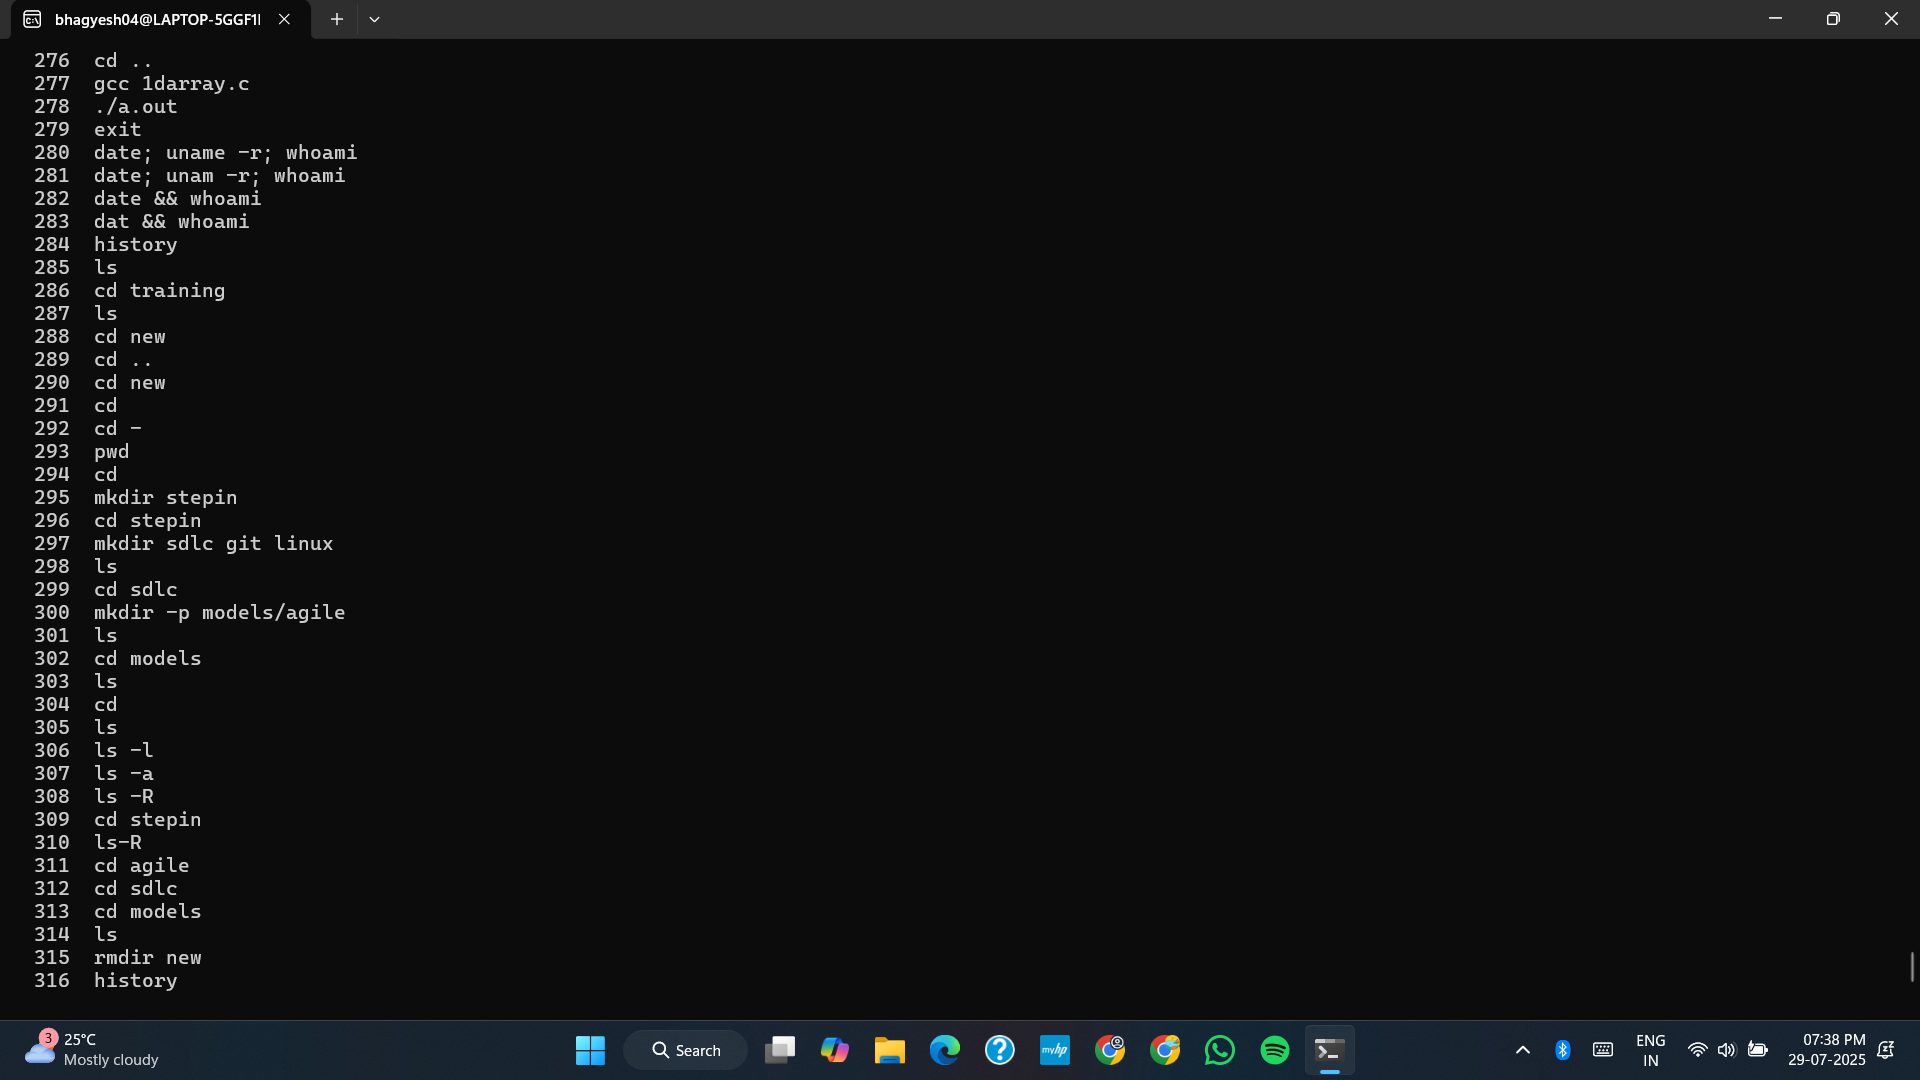 bhagyesh04@LAPTOP-5GGF1
276 cd ..
277 gcc 1darray.c
278 ./a.out
279 exit
280 date; uname -r; whoami
281 date; unam -r; whoami
282 date && whoami
283 dat && whoami
284 history
285 ls
286 cd training
287 ls
288 cd new
289 cd ..
290 cd new
291 cd
292 cd -
293 pwd
294 cd
295 mkdir stepin
296 cd stepin
297 mkdir sdlc git linux
298 ls
299 cd sdlc
300 mkdir -p models/agile
301 ls
302 cd models
303 ls
304 cd
305 ls
306 ls -l
307 ls -a
308 ls -R
309 cd stepin
310 ls-R
311 cd agile
312 cd sdlc
313 cd models
314 ls
315 rmdir new
316 history
3
25°C
Mostly cloudy
Search
myhp
ENG
IN
07:38 PM
29-07-2025